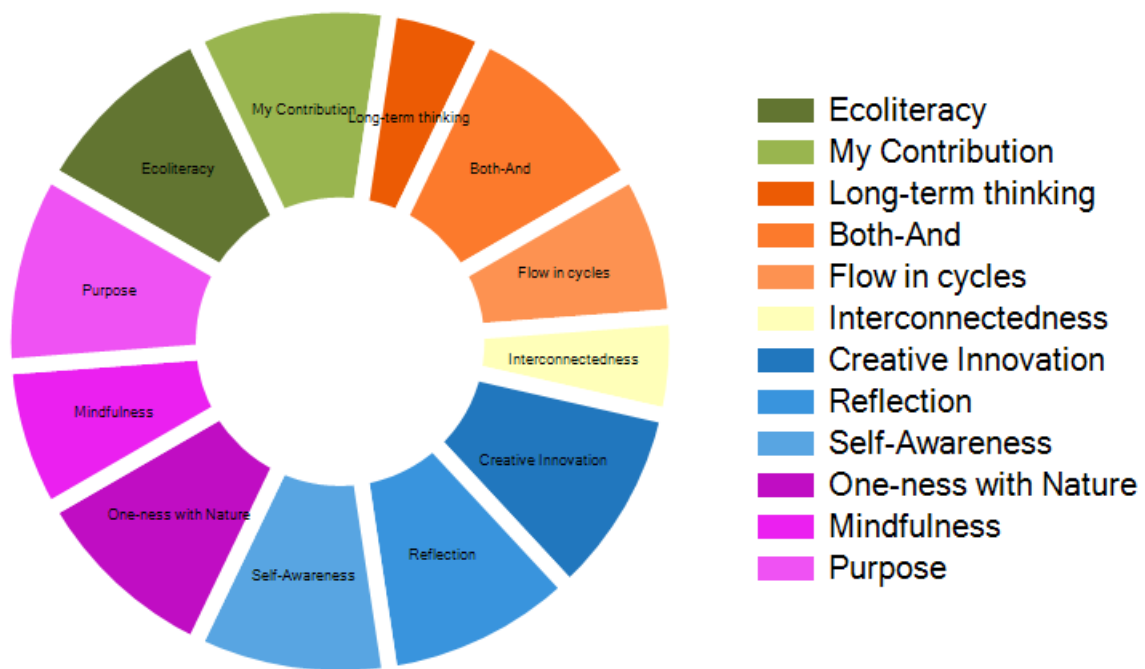 My Contribution
Long-term thinking
Ecoliteracy
Both-And
Flow in cycles
Purpose
Interconnectedness
Mindfulness
Creative Innovation
One-ness with Nature
Reflection
Self-Awareness
Ecoliteracy
My Contribution
Long-term thinking
Both-And
Flow in cycles
Interconnectedness
Creative Innovation
Reflection
Self-Awareness
One-ness with Nature
Mindfulness
Purpose